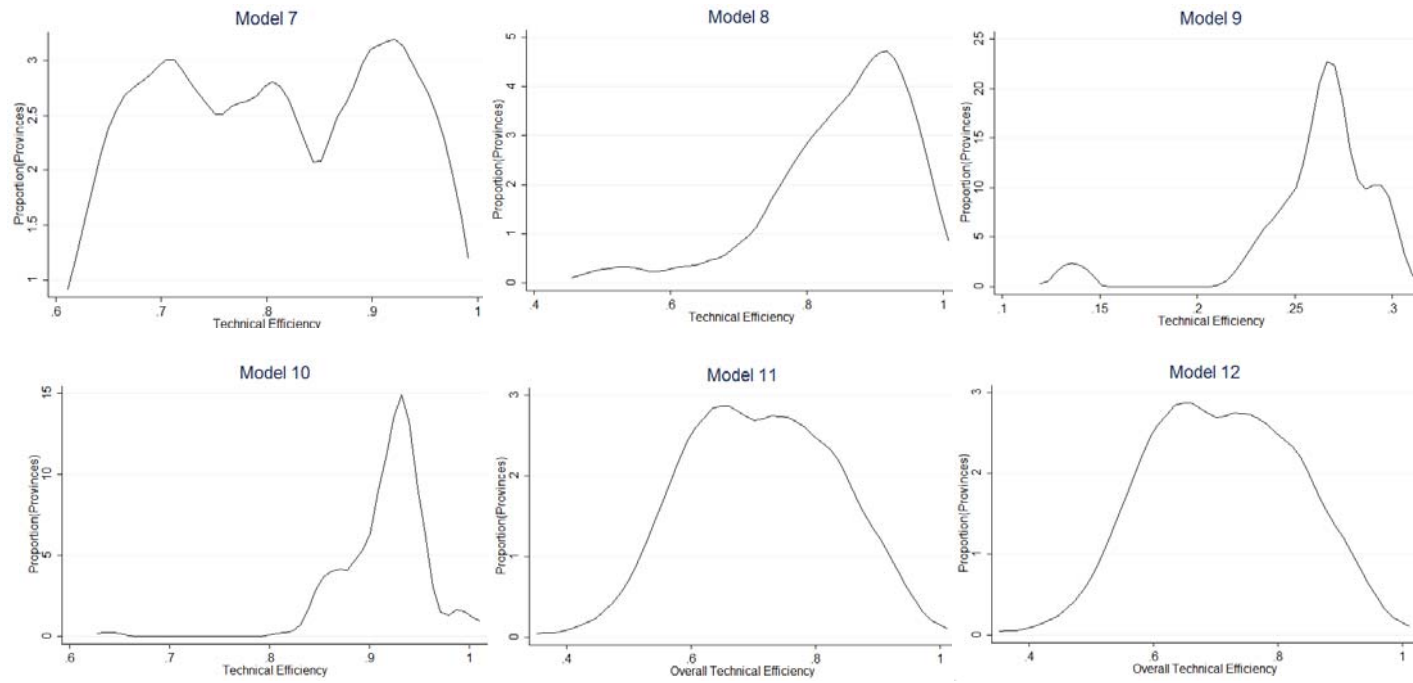 Model 7
Proportion(Provinces)
1
1.5
2
2.5
3
.6 .7 .8 .9 1
Technical Efficiency
Model 8
Proportion(Provinces)
0
1
2
3
4
5
.4 .6 .8 1
Technical Efficiency
Model 9
Proportion(Provinces)
0
5
10
15
20
25
.1 .15 .2 .25 .3
Technical Efficiency
Model 10
Proportion(Provinces)
0
5
10
15
.6 .7 .8 .9 1
Technical Efficiency
Model 11
Proportion(Provinces)
0
1
2
3
.4 .6 .8 1
Overall Technical Efficiency
Model 12
Proportion(Provinces)
0
1
2
3
.4 .6 .8 1
Overall Technical Efficiency